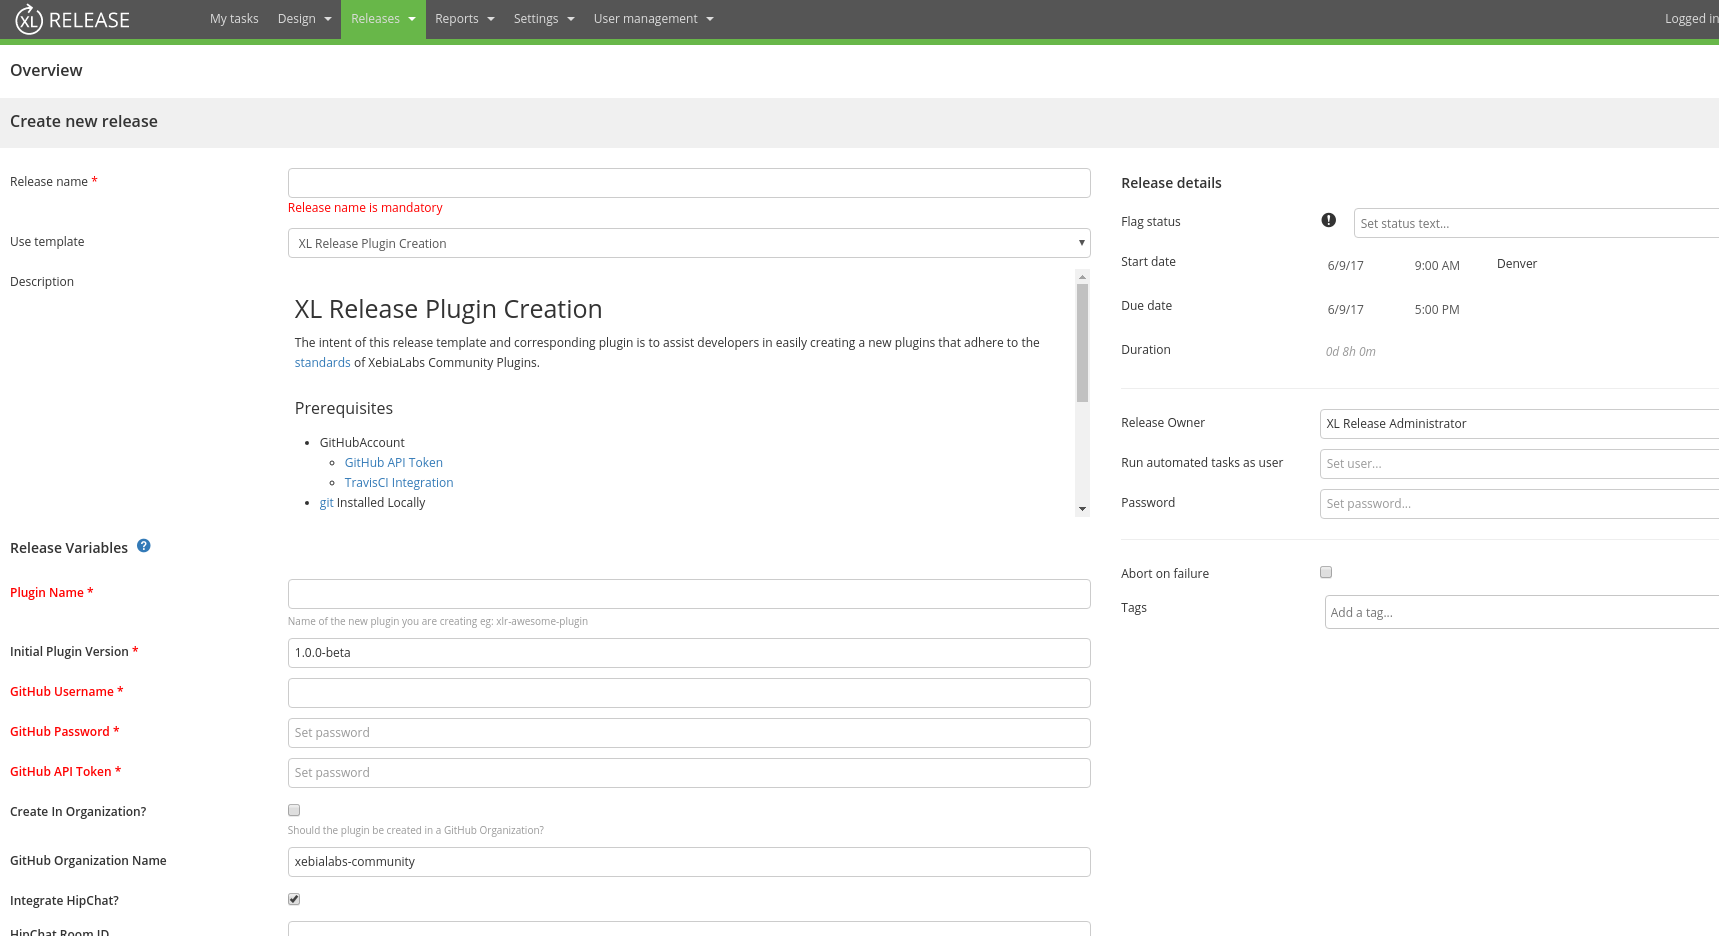 XL RELEASE
My tasks Design Releases Reports Settings User management Logged in
Overview
Create new release
Release name *
Release name is mandatory
Use template XL Release Plugin Creation
Description
XL Release Plugin Creation
The intent of this release template and corresponding plugin is to assist developers in easily creating a new plugins that adhere to the
standards of XebiaLabs Community Plugins.
Prerequisites
• GitHubAccount
GitHub API Token
TravisCI Integration
• git Installed Locally
Release Variables ?
Plugin Name *
Name of the new plugin you are creating eg: xlr-awesome-plugin
Initial Plugin Version * 1.0.0-beta
GitHub Username *
GitHub Password * Set password
GitHub API Token * Set password
Create In Organization?
Should the plugin be created in a GitHub Organization?
GitHub Organization Name xebialabs-community
Integrate HipChat?
HipChat Room ID
Release details
Flag status Set status text...
Start date 6/9/17 9:00 AM Denver
Due date 6/9/17 5:00 PM
Duration 0d 8h 0m
Release Owner XL Release Administrator
Run automated tasks as user Set user...
Password Set password...
Abort on failure
Tags Add a tag...